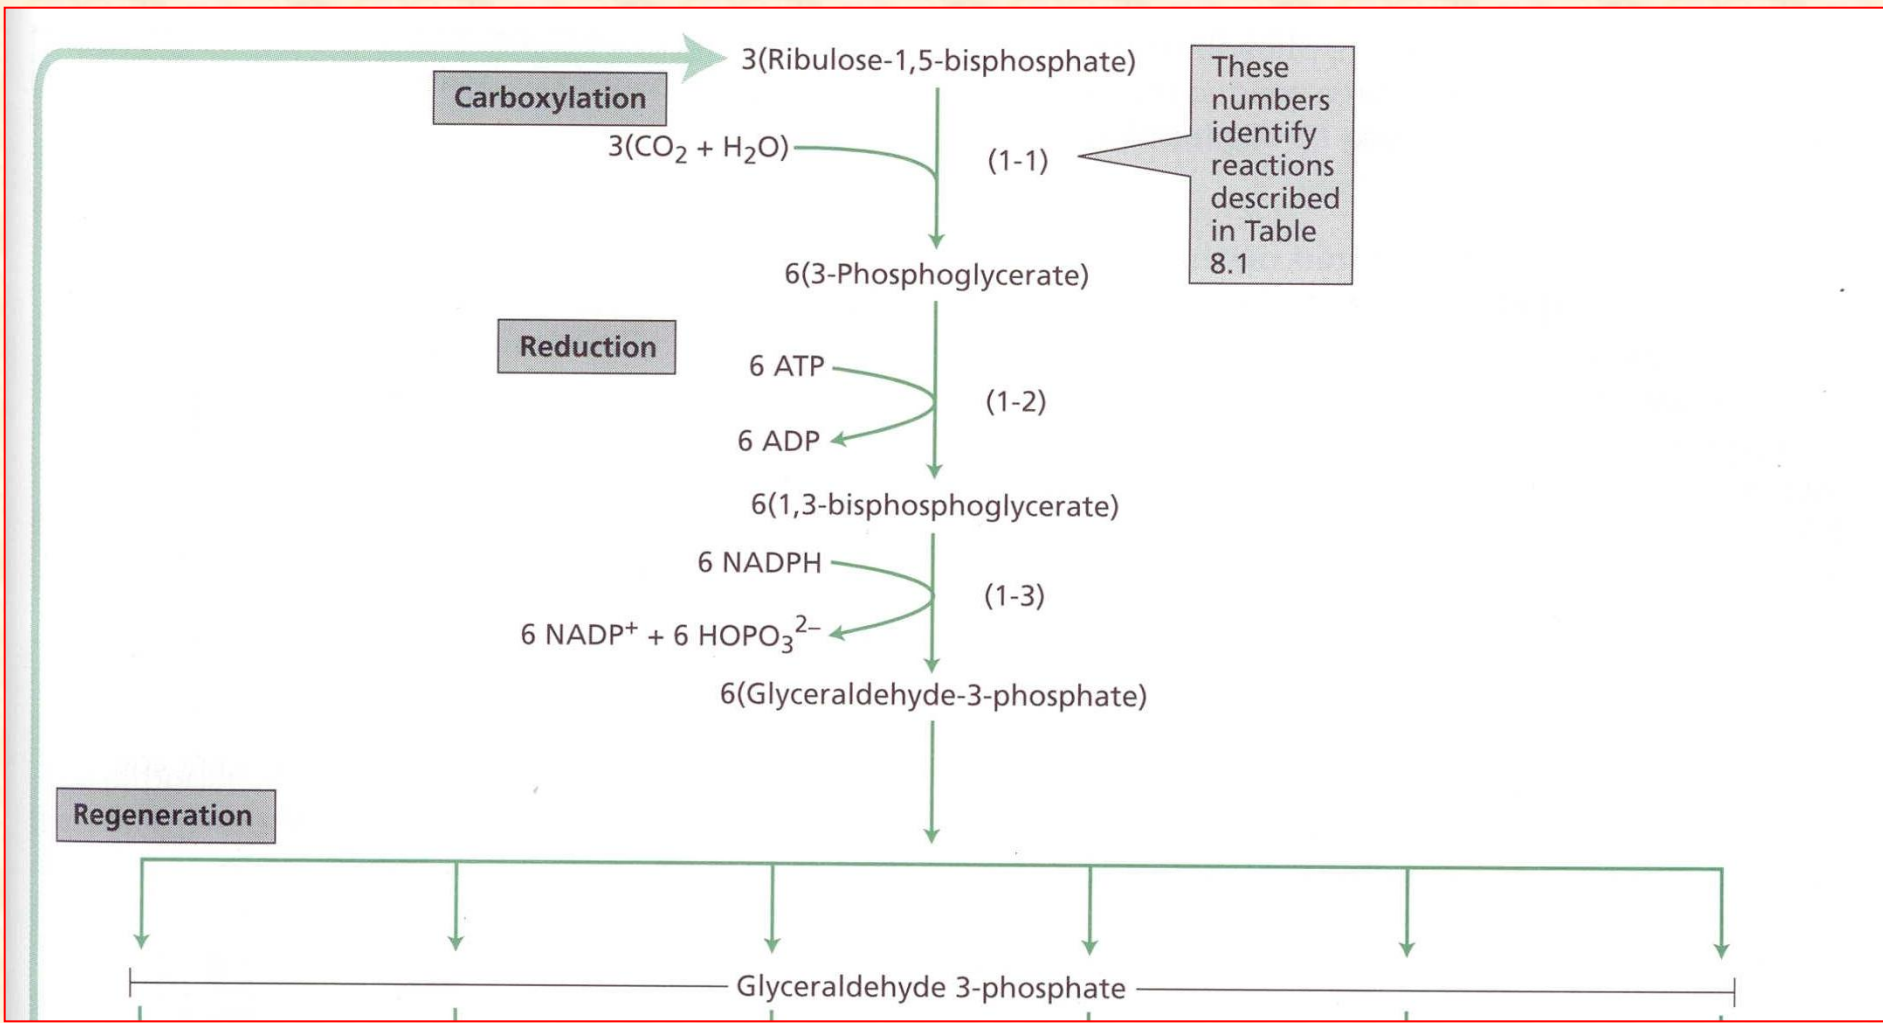 3(Ribulose-1,5-bisphosphate)
Carboxylation
3(CO₂ + H₂O)
(1-1)
These
numbers
identify
reactions
described
in Table
8.1
6(3-Phosphoglycerate)
Reduction
6 ATP
(1-2)
6 ADP
6(1,3-bisphosphoglycerate)
6 NADPH
(1-3)
6 NADP⁺ + 6 HOPO₃²⁻
6(Glyceraldehyde-3-phosphate)
Regeneration
Glyceraldehyde 3-phosphate